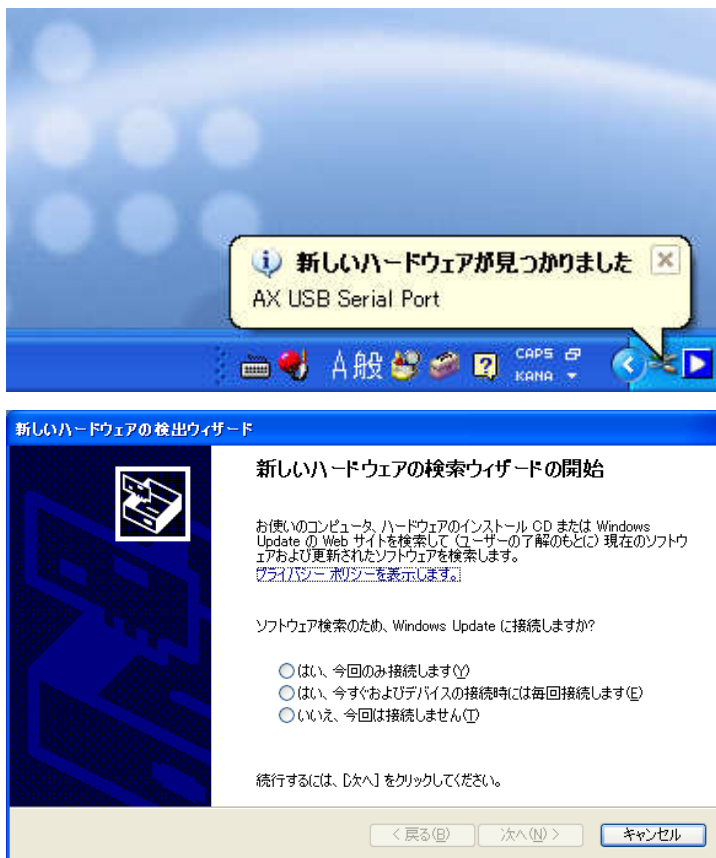 新しいハードウェアが見つかりました
AX USB Serial Port
A 般
CAPS
KANA
新しいハードウェアの検出ウィザード
新しいハードウェアの検索ウィザードの開始
お使いのコンピュータ、ハードウェアのインストール CD または Windows
Update の Web サイトを検索して (ユーザーの了解のもとに) 現在のソフトウ
ェアおよび更新されたソフトウェアを検索します。
プライバシー ポリシーを表示します。
ソフトウェア検索のため、Windows Update に接続しますか?
はい、今回のみ接続します(Y)
はい、今すぐおよびデバイスの接続時には毎回接続します(E)
いいえ、今回は接続しません(T)
続行するには、[次へ] をクリックしてください。
< 戻る(B) 次へ(N) > キャンセル